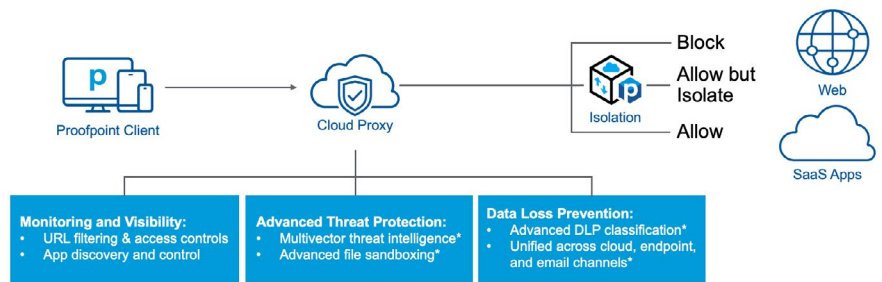 Block
p
Allow but
Isolate
Web
Proofpoint Client
Cloud Proxy
p
Isolation
Allow
SaaS Apps
Monitoring and Visibility:
• URL filtering & access controls
• App discovery and control
Advanced Threat Protection:
• Multivector threat intelligence*
• Advanced file sandboxing*
Data Loss Prevention:
• Advanced DLP classification*
• Unified across cloud, endpoint,
and email channels*